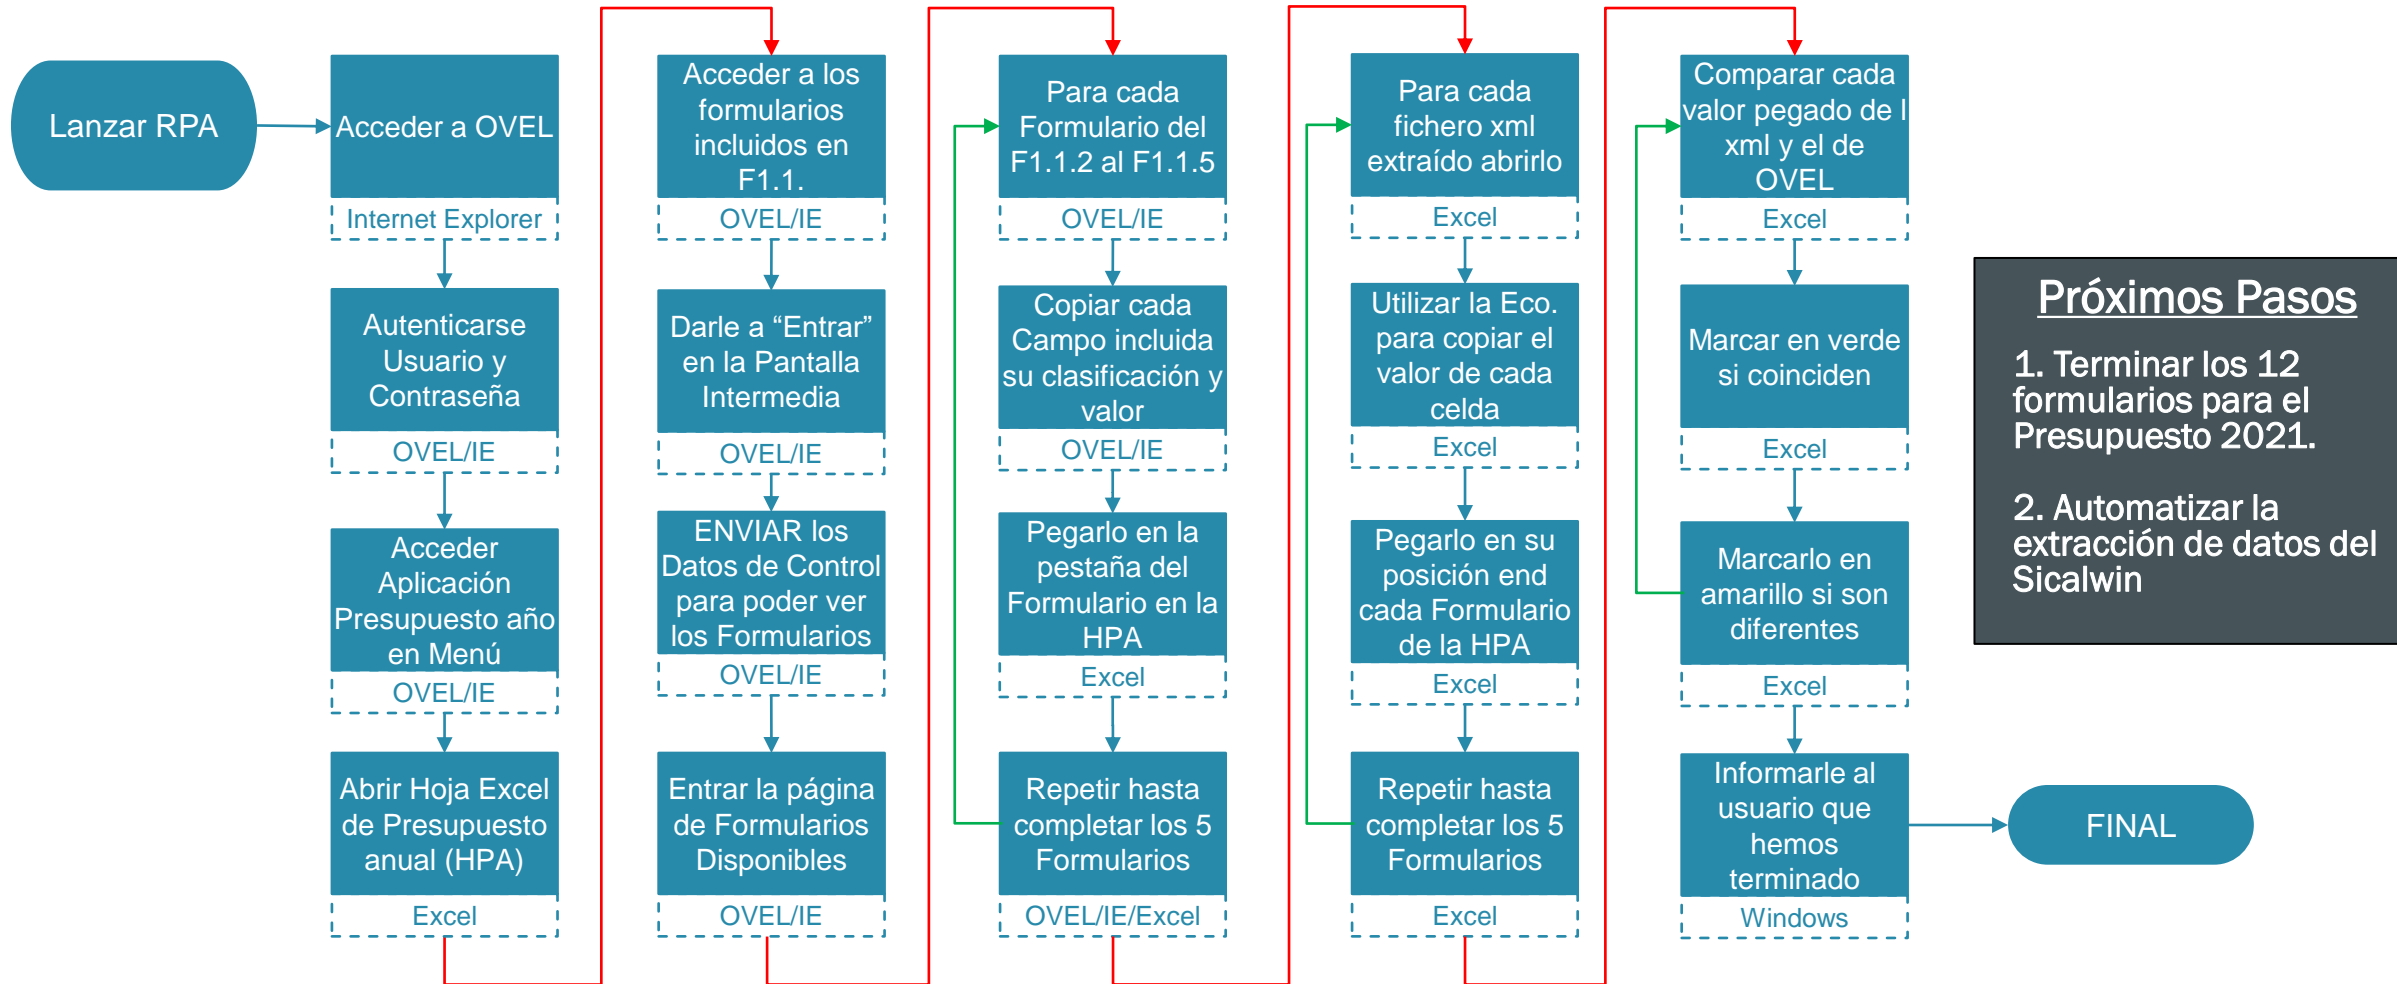 Lanzar RPA
Acceder a OVEL
Internet Explorer
Autenticarse
Usuario y
Contraseña
OVEL/IE
Acceder
Aplicación
Presupuesto año
en Menú
OVEL/IE
Abrir Hoja Excel
de Presupuesto
anual (HPA)
Excel
Acceder a los
formularios
incluidos en
F1.1.
OVEL/IE
Darle a “Entrar”
en la Pantalla
Intermedia
OVEL/IE
ENVIAR los
Datos de Control
para poder ver
los Formularios
OVEL/IE
Entrar la página
de Formularios
Disponibles
OVEL/IE
Para cada
Formulario del
F1.1.2 al F1.1.5
OVEL/IE
Copiar cada
Campo incluida
su clasificación y
valor
OVEL/IE
Pegarlo en la
pestaña del
Formulario en la
HPA
Excel
Repetir hasta
completar los 5
Formularios
OVEL/IE/Excel
Para cada
fichero xml
extraído abrirlo
Excel
Utilizar la Eco.
para copiar el
valor de cada
celda
Excel
Pegarlo en su
posición end
cada Formulario
de la HPA
Excel
Repetir hasta
completar los 5
Formularios
Excel
Comparar cada
valor pegado de l
xml y el de
OVEL
Excel
Marcar en verde
si coinciden
Excel
Marcarlo en
amarillo si son
diferentes
Excel
Informarle al
usuario que
hemos
terminado
Windows
FINAL
Próximos Pasos
1. Terminar los 12
formularios para el
Presupuesto 2021.
2. Automatizar la
extracción de datos del
Sicalwin